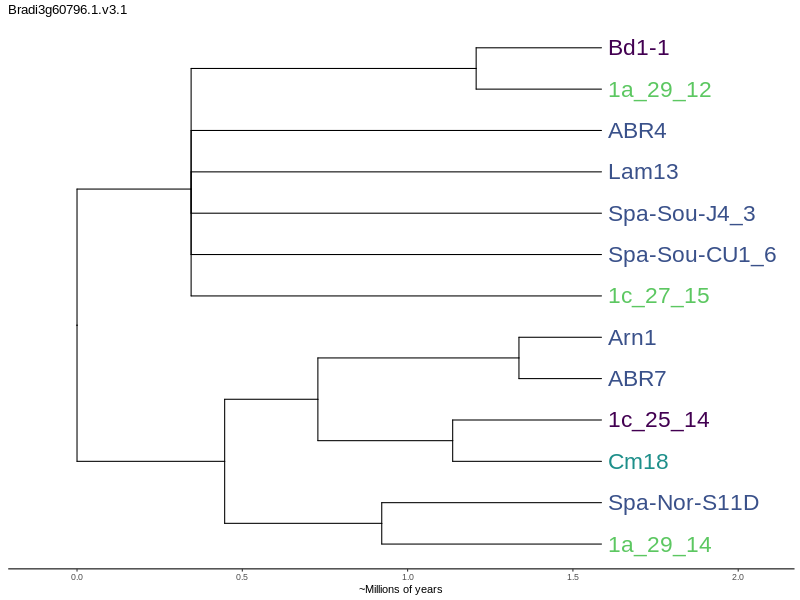 Bradi3g60796.1.v3.1
Bd1-1
1a_29_12
ABR4
Lam13
Spa-Sou-J4_3
Spa-Sou-CU1_6
1c_27_15
Arn1
ABR7
1c_25_14
Cm18
Spa-Nor-S11D
1a_29_14
0.0 0.5 1.0 1.5 2.0
~Millions of years